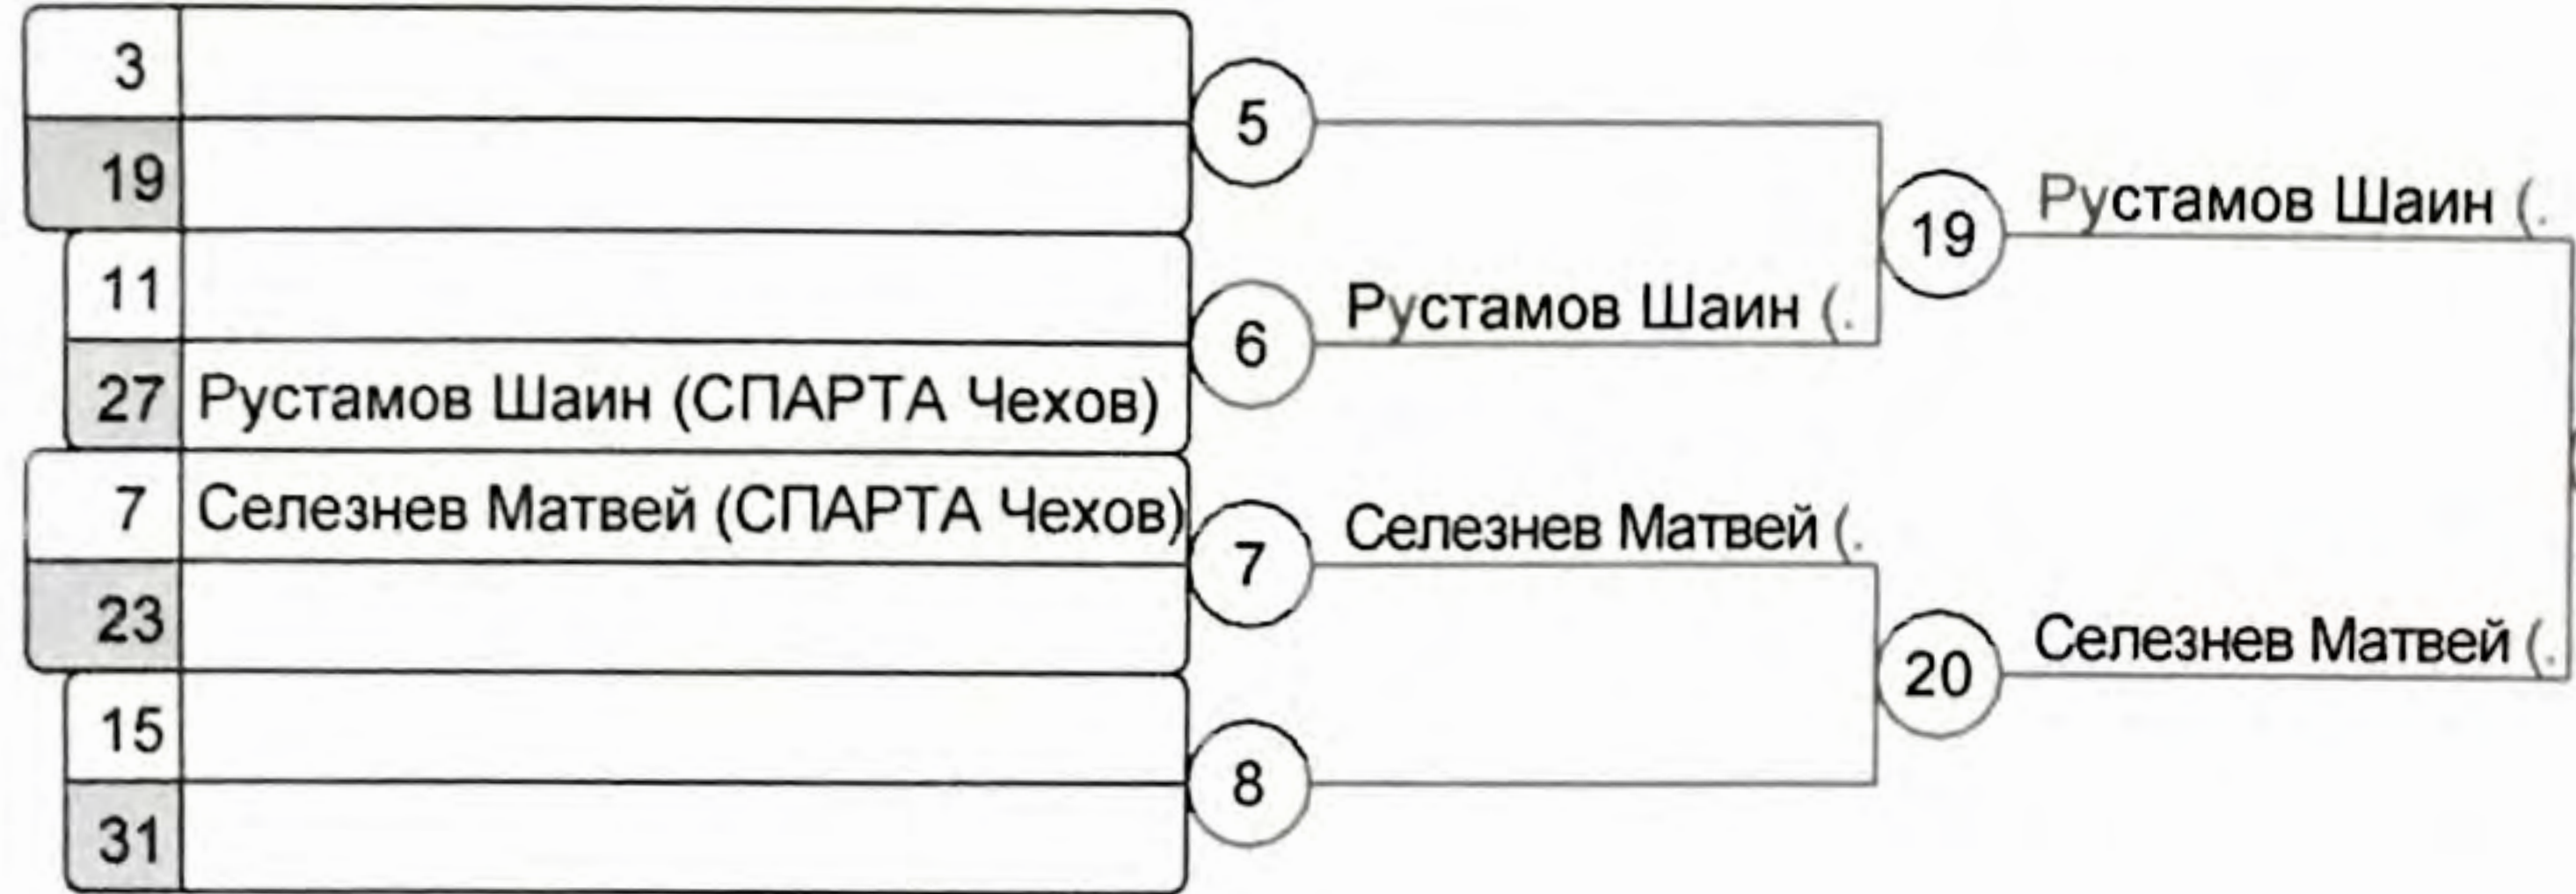 3
19
5
11
27 Рустамов Шаин (СПАРТА Чехов)
6
Рустамов Шаин (.
19
Рустамов Шаин (.
7 Селезнев Матвей (СПАРТА Чехов)
23
7
Селезнев Матвей (.
15
31
8
20
Селезнев Матвей (.